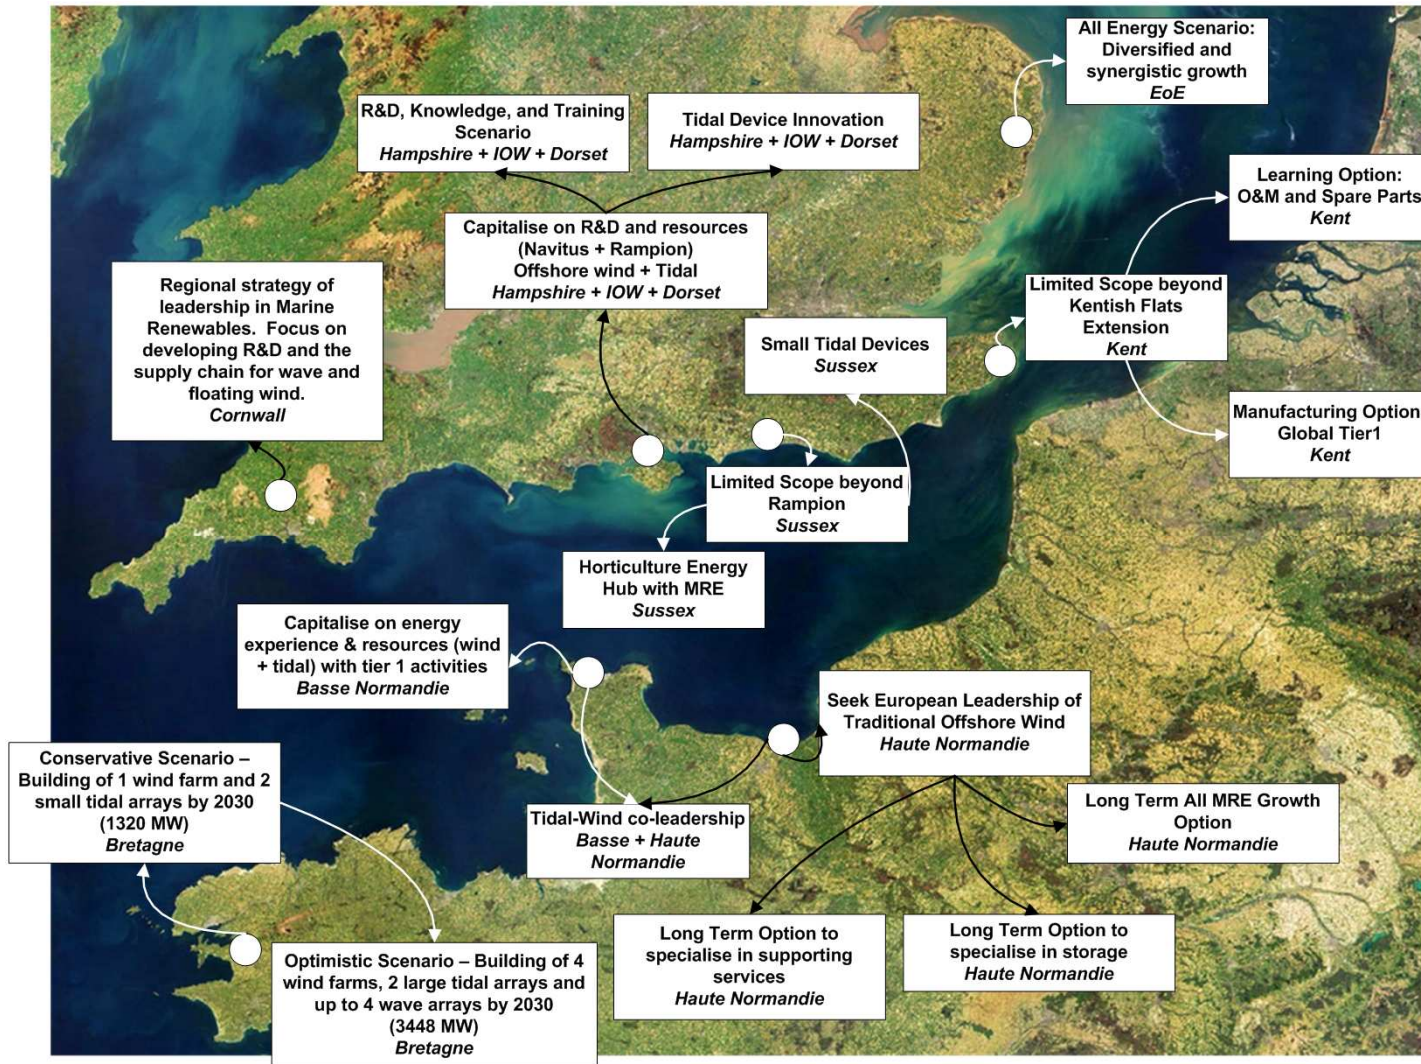 All Energy Scenario:
Diversified and
synergistic growth
EoE
R&D, Knowledge, and Training
Scenario
Hampshire + IOW + Dorset
Tidal Device Innovation
Hampshire + IOW + Dorset
Learning Option:
O&M and Spare Parts
Kent
Capitalise on R&D and resources
(Navitus + Rampion)
Offshore wind + Tidal
Hampshire + IOW + Dorset
Regional strategy of
leadership in Marine
Renewables. Focus on
developing R&D and the
supply chain for wave and
floating wind.
Cornwall
Limited Scope beyond
Kentish Flats
Extension
Kent
Small Tidal Devices
Sussex
Manufacturing Option:
Global Tier1
Kent
Limited Scope beyond
Rampion
Sussex
Horticulture Energy
Hub with MRE
Sussex
Capitalise on energy
experience & resources (wind
+ tidal) with tier 1 activities
Basse Normandie
Seek European Leadership of
Traditional Offshore Wind
Haute Normandie
Conservative Scenario –
Building of 1 wind farm and 2
small tidal arrays by 2030
(1320 MW)
Bretagne
Tidal-Wind co-leadership
Basse + Haute
Normandie
Long Term All MRE Growth
Option
Haute Normandie
Optimistic Scenario – Building of 4
wind farms, 2 large tidal arrays and
up to 4 wave arrays by 2030
(3448 MW)
Bretagne
Long Term Option to
specialise in supporting
services
Haute Normandie
Long Term Option to
specialise in storage
Haute Normandie